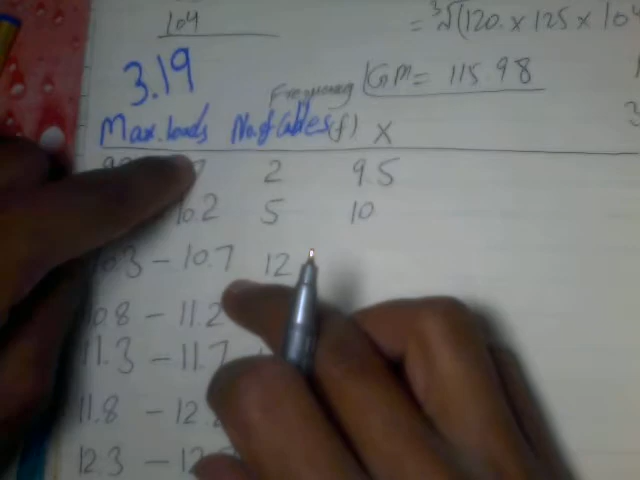 104
= ³√(120 × 125 × 104
3.19
GM = 115.98
Frequency
Max. loads No. of Cables (f) X
2 9.5
10.2 5 10
10.3 – 10.7 12
10.8 – 11.2
11.3 – 11.7
11.8 – 12.
12.3 – 12.